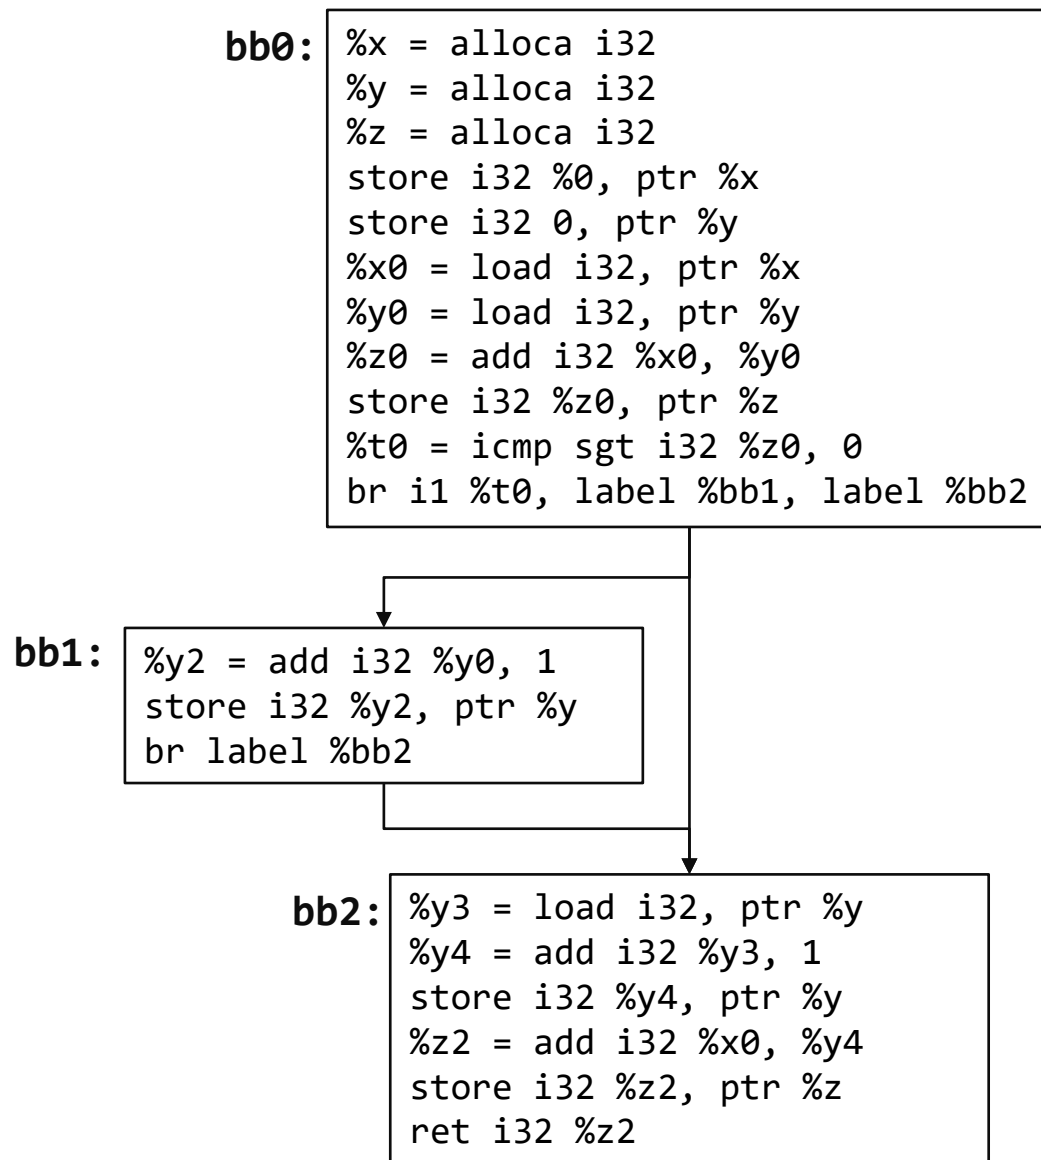 bb0:
%x = alloca i32
%y = alloca i32
%z = alloca i32
store i32 %0, ptr %x
store i32 0, ptr %y
%x0 = load i32, ptr %x
%y0 = load i32, ptr %y
%z0 = add i32 %x0, %y0
store i32 %z0, ptr %z
%t0 = icmp sgt i32 %z0, 0
br i1 %t0, label %bb1, label %bb2
bb1:
%y2 = add i32 %y0, 1
store i32 %y2, ptr %y
br label %bb2
bb2:
%y3 = load i32, ptr %y
%y4 = add i32 %y3, 1
store i32 %y4, ptr %y
%z2 = add i32 %x0, %y4
store i32 %z2, ptr %z
ret i32 %z2